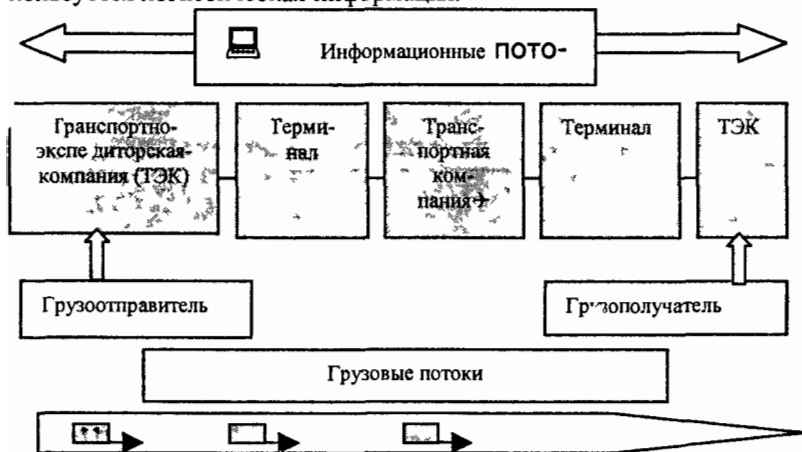 Информационные ПОТО-
Транспортно-
экспе диторская-
компания (ТЭК)
Терми-
нал
Транс-
портная
ком-
пания
Терминал
ТЭК
Грузоотправитель
Грузополучатель
Грузовые потоки